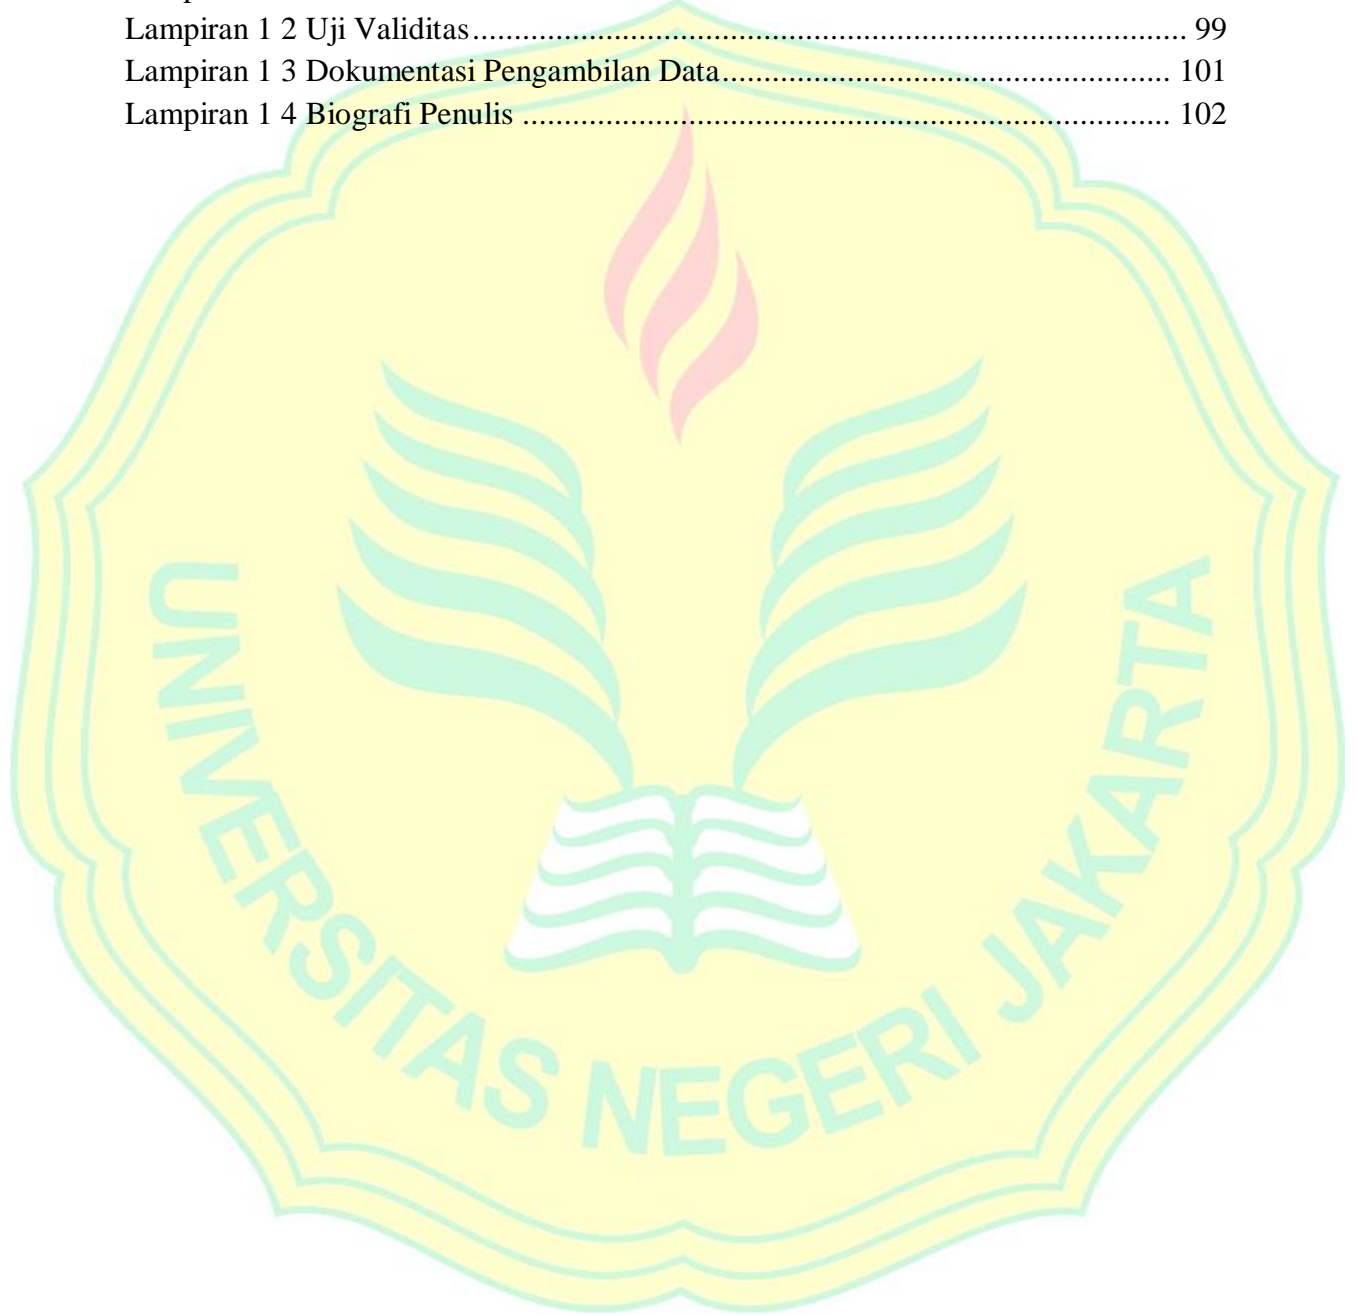 Lampiran 1 2 Uji Validitas........................................................................................ 99
Lampiran 1 3 Dokumentasi Pengambilan Data....................................................... 101
Lampiran 1 4 Biografi Penulis ............................................................................... 102
UNIVERSITAS NEGERI JAKARTA